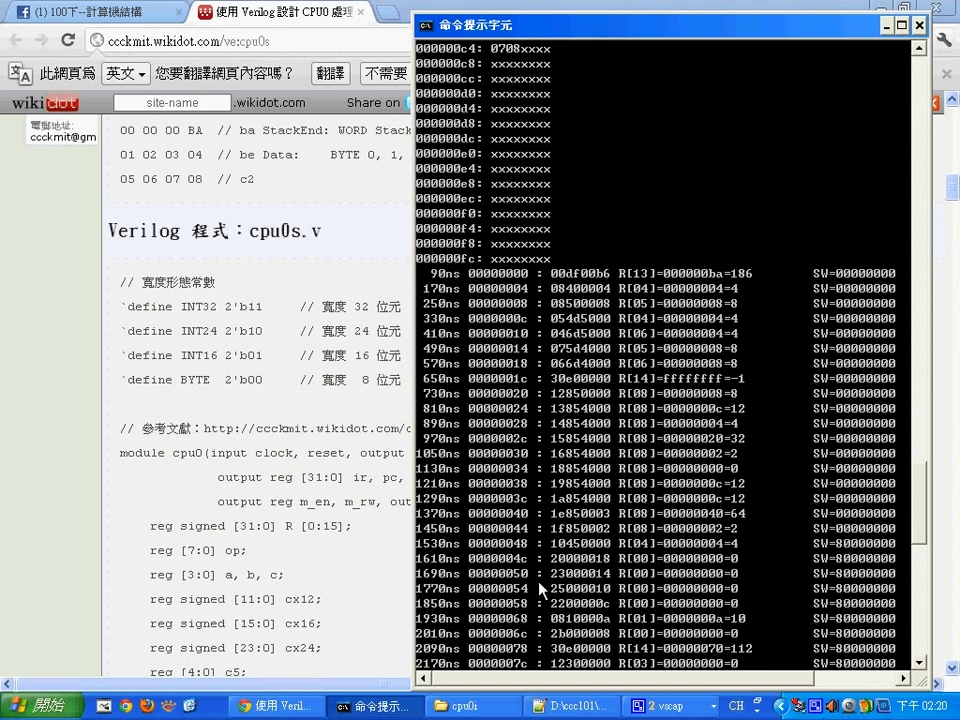 (1) 100下--計算機結構
使用 Verilog 設計 CPU0 處理
ccckmit.wikidot.com/ve:cpu0s
此網頁為 英文 您要翻譯網頁內容嗎？ 翻譯 不需要
wikidot site-name .wikidot.com Share on
電郵地址:
ccckmit@gm
00 00 00 BA // ba StackEnd: WORD Stack
01 02 03 04 // be Data: BYTE 0, 1,
05 06 07 08 // c2
Verilog 程式：cpu0s.v
// 寬度形態常數
`define INT32 2'b11 // 寬度 32 位元
`define INT24 2'b10 // 寬度 24 位元
`define INT16 2'b01 // 寬度 16 位元
`define BYTE 2'b00 // 寬度 8 位元
// 參考文獻：http://ccckmit.wikidot.com/
module cpu0(input clock, reset, output
output reg [31:0] ir, pc,
output reg m_en, m_rw, out
reg signed [31:0] R [0:15];
reg [7:0] op;
reg [3:0] a, b, c;
reg signed [11:0] cx12;
reg signed [15:0] cx16;
reg signed [23:0] cx24;
reg [4:0] c5;
命令提示字元
000000c4: 0708xxxx
000000c8: xxxxxxxx
000000cc: xxxxxxxx
000000d0: xxxxxxxx
000000d4: xxxxxxxx
000000d8: xxxxxxxx
000000dc: xxxxxxxx
000000e0: xxxxxxxx
000000e4: xxxxxxxx
000000e8: xxxxxxxx
000000ec: xxxxxxxx
000000f0: xxxxxxxx
000000f4: xxxxxxxx
000000f8: xxxxxxxx
000000fc: xxxxxxxx
90ns 00000000 : 00df00b6 R[13]=000000ba=186 SW=00000000
170ns 00000004 : 08400004 R[04]=00000004=4 SW=00000000
250ns 00000008 : 08500008 R[05]=00000008=8 SW=00000000
330ns 0000000c : 054d5000 R[04]=00000004=4 SW=00000000
410ns 00000010 : 046d5000 R[06]=00000004=4 SW=00000000
490ns 00000014 : 075d4000 R[05]=00000008=8 SW=00000000
570ns 00000018 : 066d4000 R[06]=00000008=8 SW=00000000
650ns 0000001c : 30e00000 R[14]=ffffffff=-1 SW=00000000
730ns 00000020 : 12850000 R[08]=00000008=8 SW=00000000
810ns 00000024 : 13854000 R[08]=0000000c=12 SW=00000000
890ns 00000028 : 14854000 R[08]=00000004=4 SW=00000000
970ns 0000002c : 15854000 R[08]=00000020=32 SW=00000000
1050ns 00000030 : 16854000 R[08]=00000002=2 SW=00000000
1130ns 00000034 : 18854000 R[08]=00000000=0 SW=00000000
1210ns 00000038 : 19854000 R[08]=0000000c=12 SW=00000000
1290ns 0000003c : 1a854000 R[08]=0000000c=12 SW=00000000
1370ns 00000040 : 1e850003 R[08]=00000040=64 SW=00000000
1450ns 00000044 : 1f850002 R[08]=00000002=2 SW=00000000
1530ns 00000048 : 10450000 R[04]=00000004=4 SW=80000000
1610ns 0000004c : 20000018 R[00]=00000000=0 SW=80000000
1690ns 00000050 : 23000014 R[00]=00000000=0 SW=80000000
1770ns 00000054 : 25000010 R[00]=00000000=0 SW=80000000
1850ns 00000058 : 2200000c R[00]=00000000=0 SW=80000000
1930ns 00000068 : 0810000a R[01]=0000000a=10 SW=80000000
2010ns 0000006c : 2b000008 R[00]=00000000=0 SW=80000000
2090ns 00000078 : 30e00000 R[14]=00000070=112 SW=80000000
2170ns 0000007c : 12300000 R[03]=00000000=0 SW=80000000
開始 使用 Veril... 命令提示字元... cpu0i D:\ccc101\... 2 vscap CH 下午 02:20